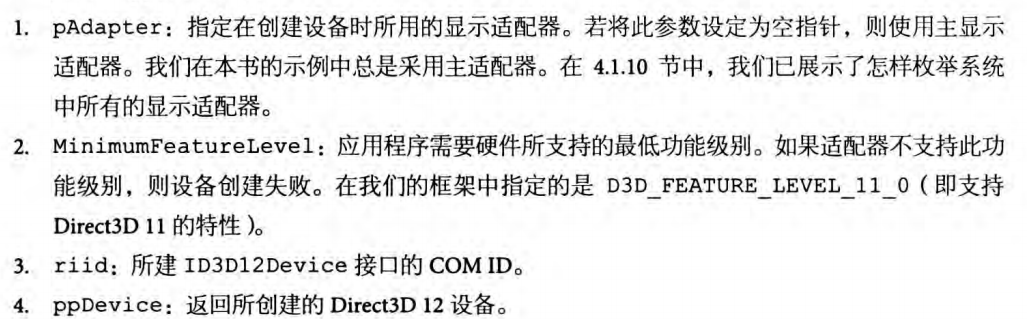 1. pAdapter：指定在创建设备时所用的显示适配器。若将此参数设定为空指针，则使用主显示
适配器。我们在本书的示例中总是采用主适配器。在 4.1.10 节中，我们已展示了怎样枚举系统
中所有的显示适配器。
2. MinimumFeatureLevel：应用程序需要硬件所支持的最低功能级别。如果适配器不支持此功
能级别，则设备创建失败。在我们的框架中指定的是 D3D_FEATURE_LEVEL_11_0（即支持
Direct3D 11 的特性）。
3. riid：所建 ID3D12Device 接口的 COM ID。
4. ppDevice：返回所创建的 Direct3D 12 设备。